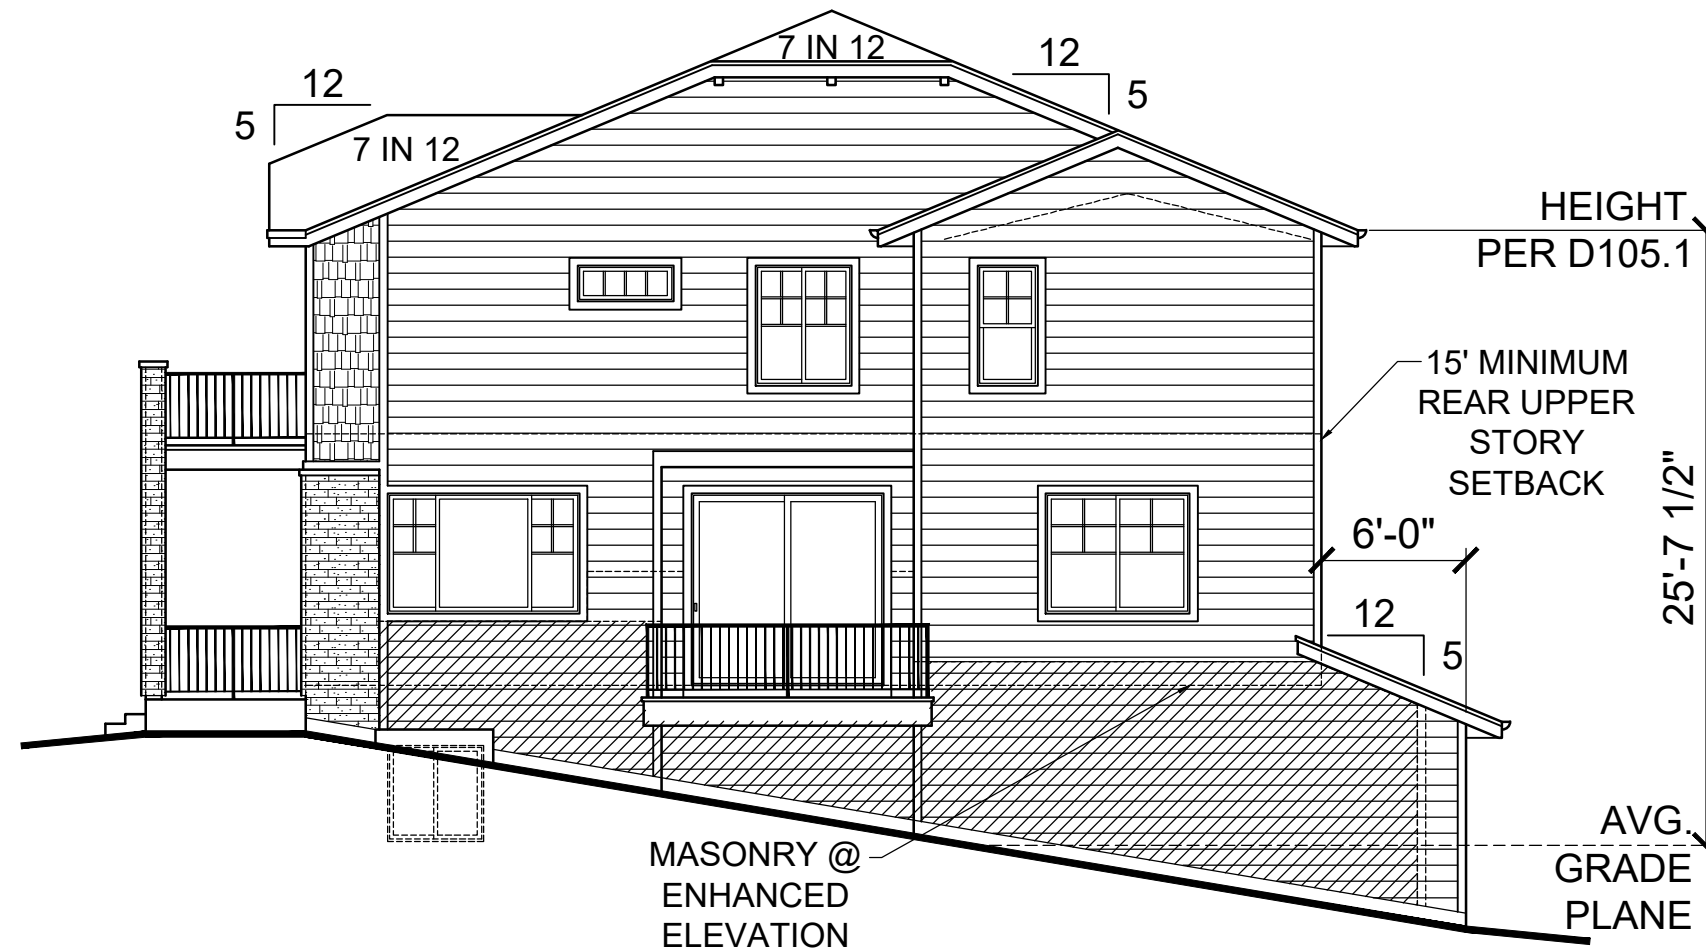 7 IN 12
12
5
12
5
7 IN 12
HEIGHT
PER D105.1
15' MINIMUM
REAR UPPER
STORY
SETBACK
25'-7 1/2"
6'-0"
12
5
MASONRY @
ENHANCED
ELEVATION
AVG.
GRADE
PLANE